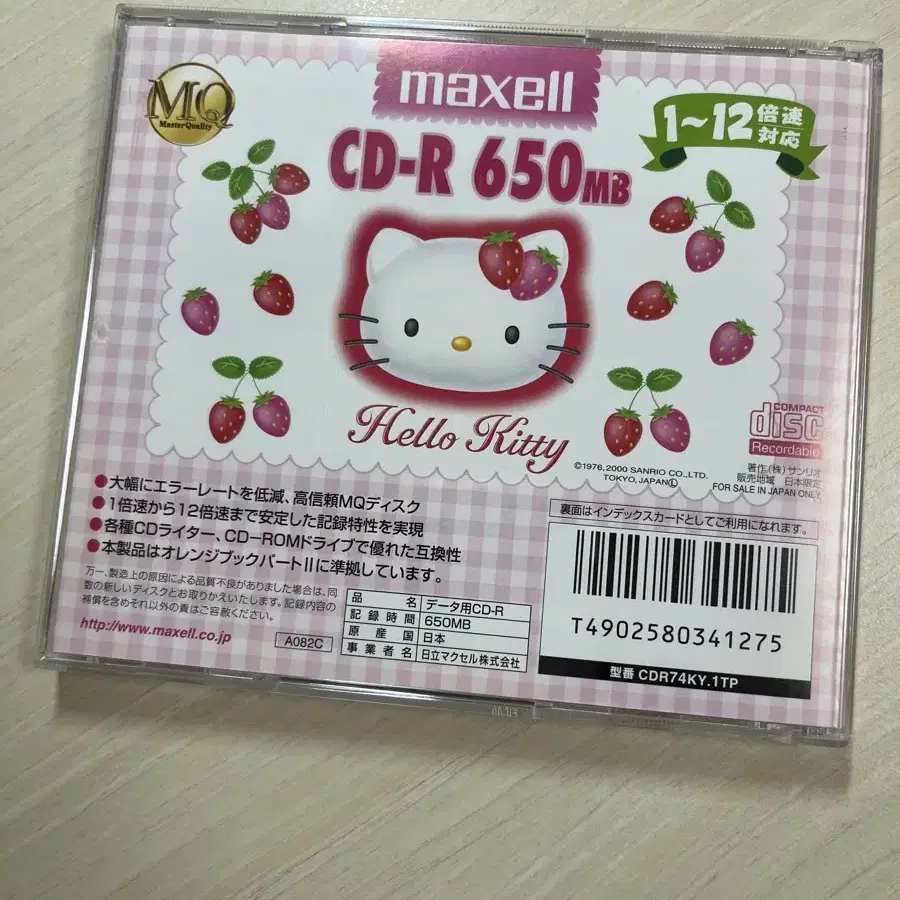 MQ
MasterQuality
maxell
1~12倍速
対応
CD-R 650MB
Hello Kitty
©1976, 2000 SANRIO CO.,LTD.
TOKYO, JAPAN Ⓛ
COMPACT
disc
Recordable
著作 (株) サンリオ
販売地域 日本限定
FOR SALE IN JAPAN ONLY
●大幅にエラーレートを低減、高信頼MQディスク
●1倍速から12倍速まで安定した記録特性を実現
●各種CDライター、CD-ROMドライブで優れた互換性
●本製品はオレンジブックパートⅡに準拠しています。
万一、製造上の原因による品質不良がありました場合は、同
数の新しいディスクとお取りかえいたします。記録内容の
補償を含めそれ以外の責はご容赦ください。
http://www.maxell.co.jp
A082C
品名 データ用CD-R
記録時間 650MB
原産国 日本
事業者名 日立マクセル株式会社
裏面はインデックスカードとしてご利用になれます。
T4902580341275
型番 CDR74KY.1TP